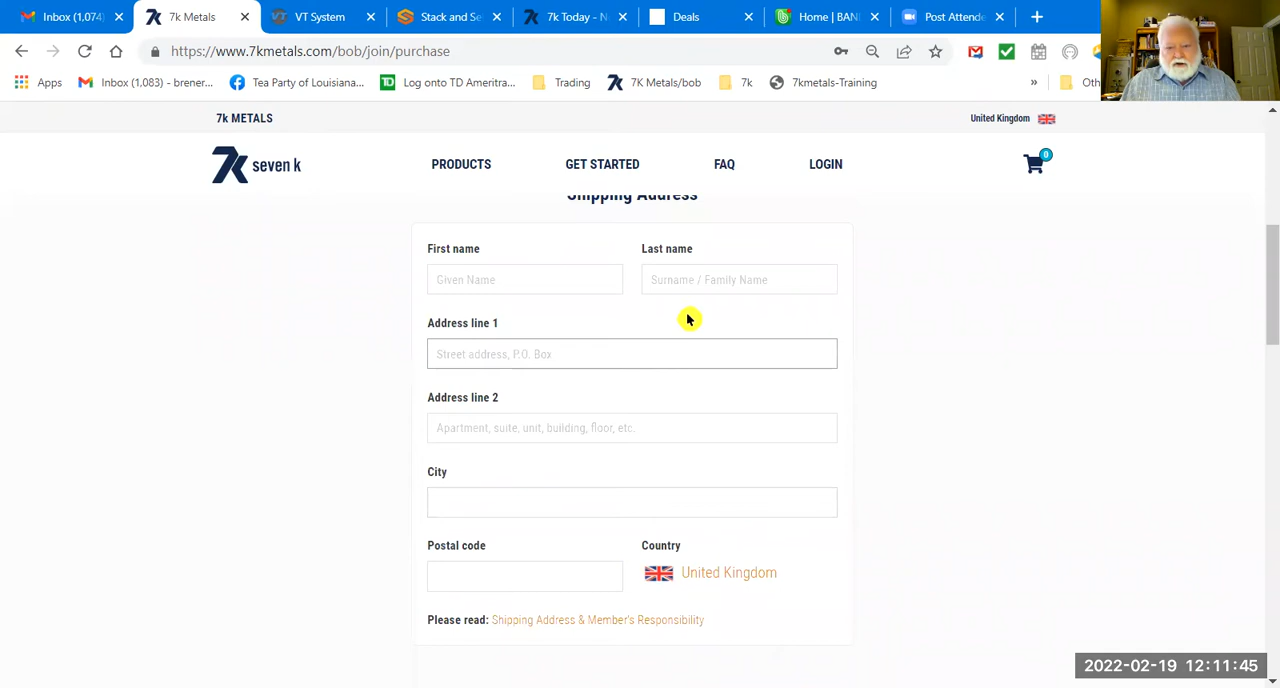 Inbox (1,074)
7k Metals
VT System
Stack and Se
7k Today - N
Deals
Home | BAN
Post Attende
https://www.7kmetals.com/bob/join/purchase
Apps
Inbox (1,083) - brener...
Tea Party of Louisiana...
Log onto TD Ameritra...
Trading
7K Metals/bob
7k
7kmetals-Training
»
Oth
7k METALS
United Kingdom
7k seven k
PRODUCTS
GET STARTED
FAQ
LOGIN
0
Shipping Address
First name
Last name
Given Name
Surname / Family Name
Address line 1
Street address, P.O. Box
Address line 2
Apartment, suite, unit, building, floor, etc.
City
Postal code
Country
United Kingdom
Please read: Shipping Address & Member's Responsibility
2022-02-19 12:11:45